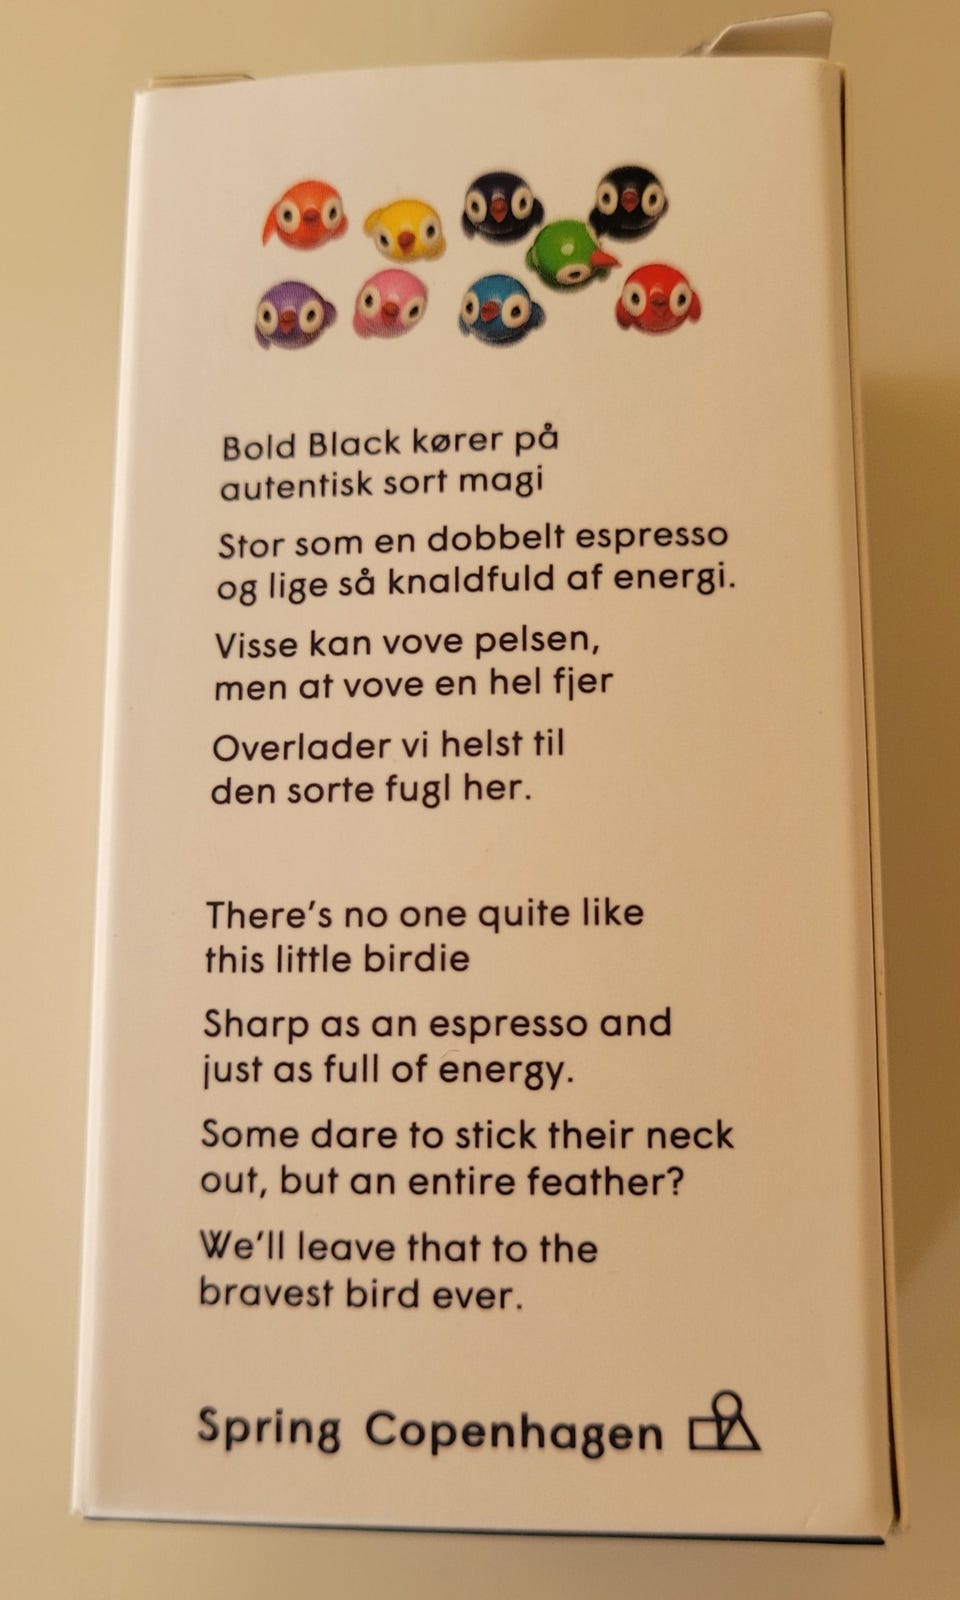 Bold Black kører på
autentisk sort magi
Stor som en dobbelt espresso
og lige så knaldfuld af energi.
Visse kan vove pelsen,
men at vove en hel fjer
Overlader vi helst til
den sorte fugl her.
There's no one quite like
this little birdie
Sharp as an espresso and
just as full of energy.
Some dare to stick their neck
out, but an entire feather?
We'll leave that to the
bravest bird ever.
Spring Copenhagen